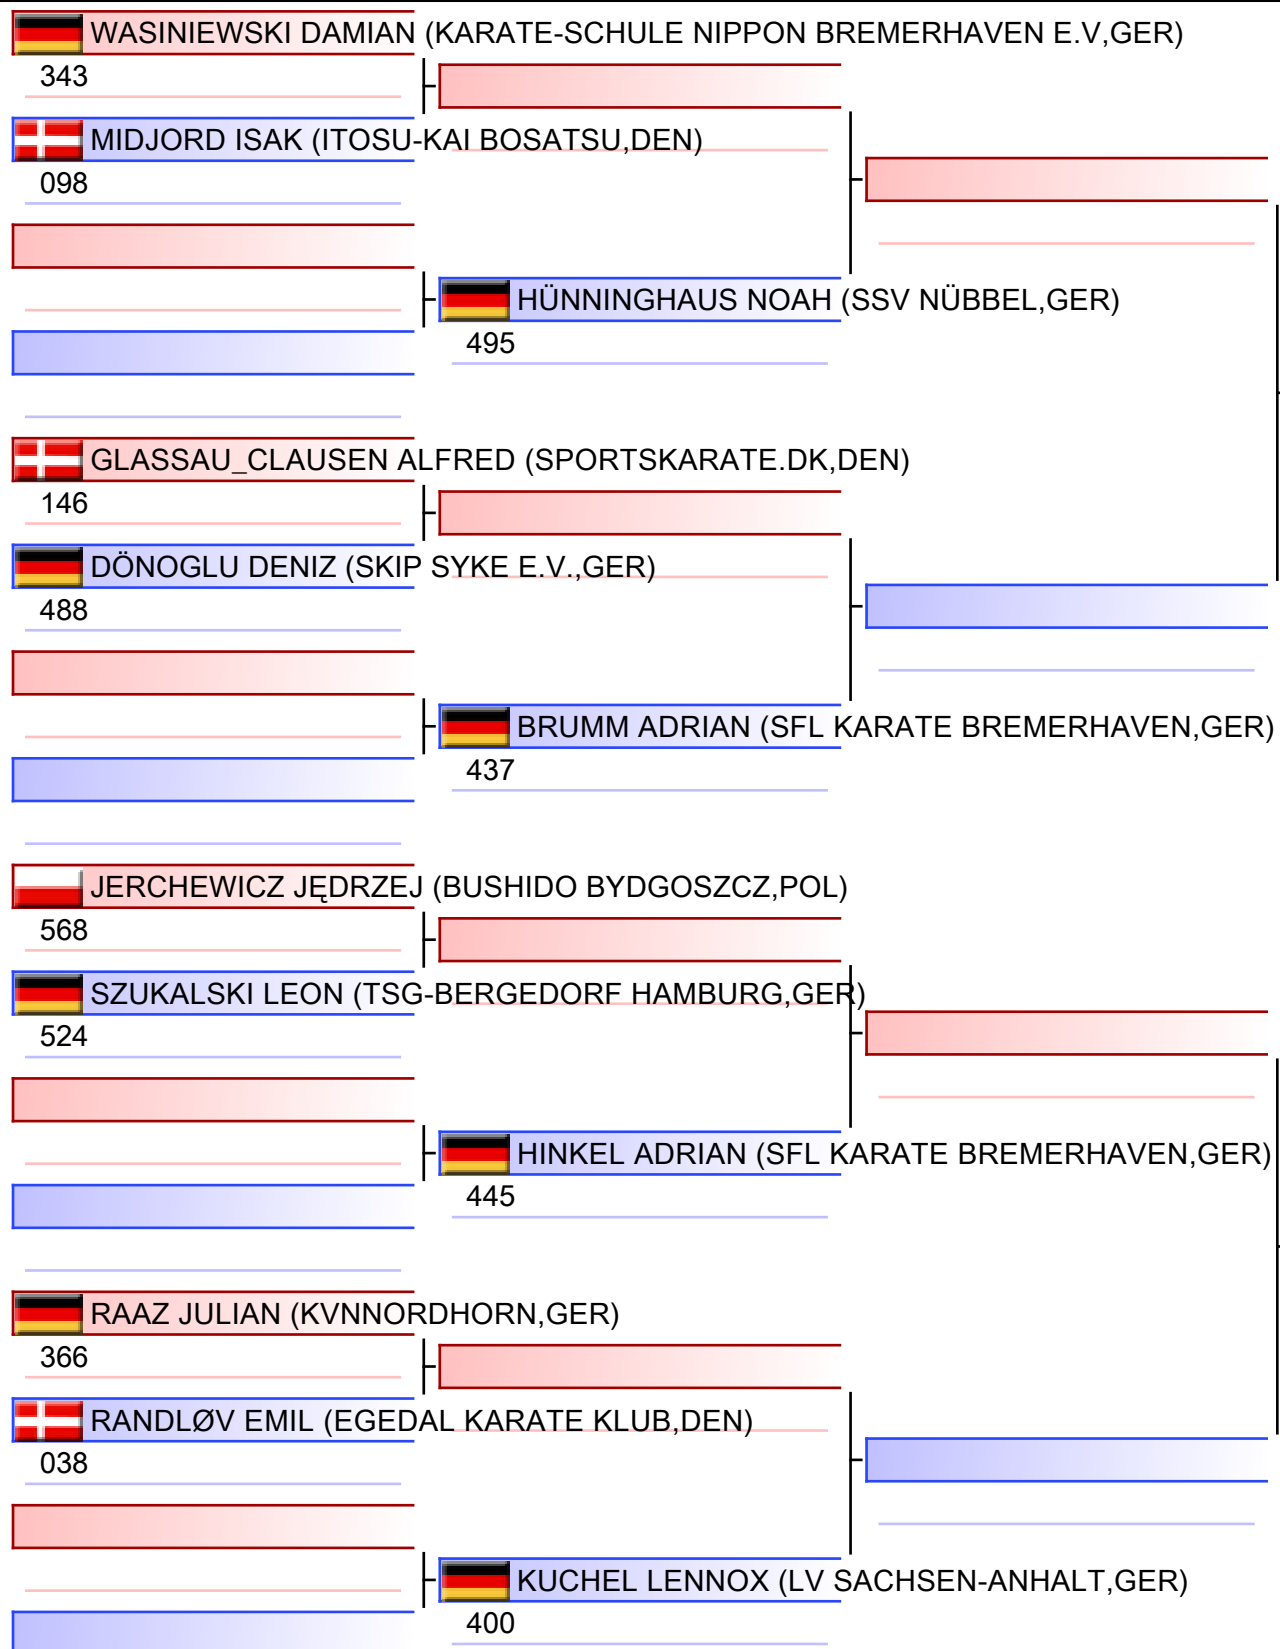 WASINIEWSKI DAMIAN (KARATE-SCHULE NIPPON BREMERHAVEN E.V,GER)
343
MIDJORD ISAK (ITOSU-KAI BOSATSU,DEN)
098
HÜNNINGHAUS NOAH (SSV NÜBBEL,GER)
495
GLASSAU_CLAUSEN ALFRED (SPORTSKARATE.DK,DEN)
146
DÖNOGLU DENIZ (SKIP SYKE E.V.,GER)
488
BRUMM ADRIAN (SFL KARATE BREMERHAVEN,GER)
437
JERCHEWICZ JĘDRZEJ (BUSHIDO BYDGOSZCZ,POL)
568
SZUKALSKI LEON (TSG-BERGEDORF HAMBURG,GER)
524
HINKEL ADRIAN (SFL KARATE BREMERHAVEN,GER)
445
RAAZ JULIAN (KVNNORDHORN,GER)
366
RANDLØV EMIL (EGEDAL KARATE KLUB,DEN)
038
KUCHEL LENNOX (LV SACHSEN-ANHALT,GER)
400